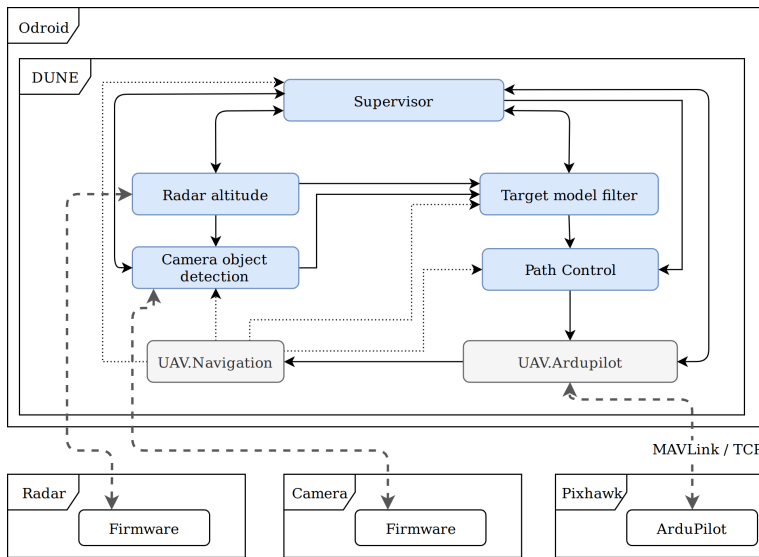 Odroid
DUNE
Supervisor
Radar altitude
Target model filter
Camera object
detection
Path Control
UAV.Navigation
UAV.Ardupilot
MAVLink / TCP
Radar
Camera
Pixhawk
Firmware
Firmware
ArduPilot